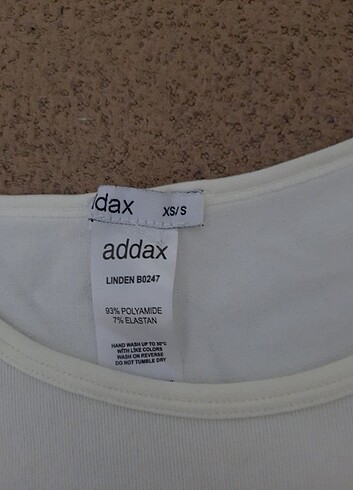 ddax XS/S
addax
LINDEN B0247
93% POLYAMIDE
7% ELASTAN
HAND WASH UP TO 30°C
WITH LIKE COLORS
WASH ON REVERSE
DO NOT TUMBLE DRY